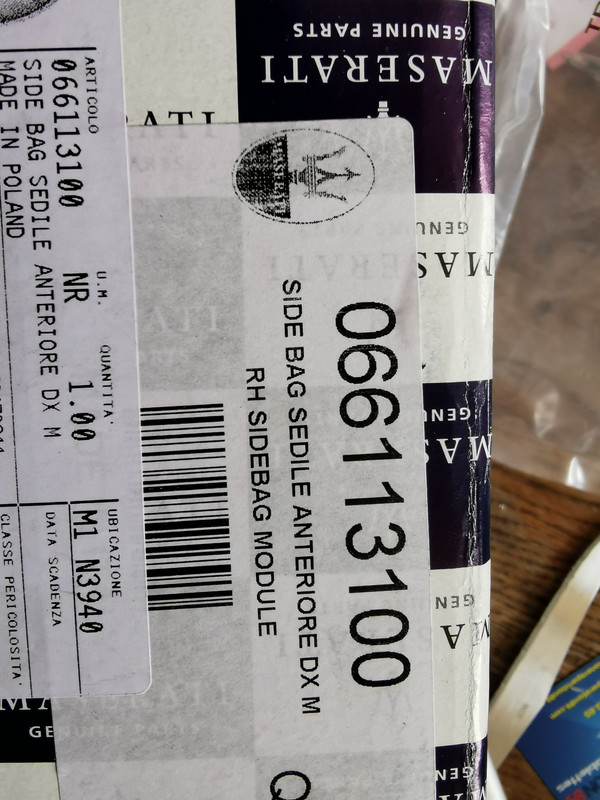 MASERATI
GENUINE PARTS
066113100
SIDE BAG SEDILE ANTERIORE DX M
RH SIDEBAG MODULE
MASERATI
ARTICOLO
066113100
SIDE BAG SEDILE ANTERIORE DX M
MADE IN POLAND
U.M.
NR
QUANTITA'
1.00
UBICAZIONE
M1 N3940
DATA SCADENZA
CLASSE PERICOLOSITA'
GENUINE PARTS